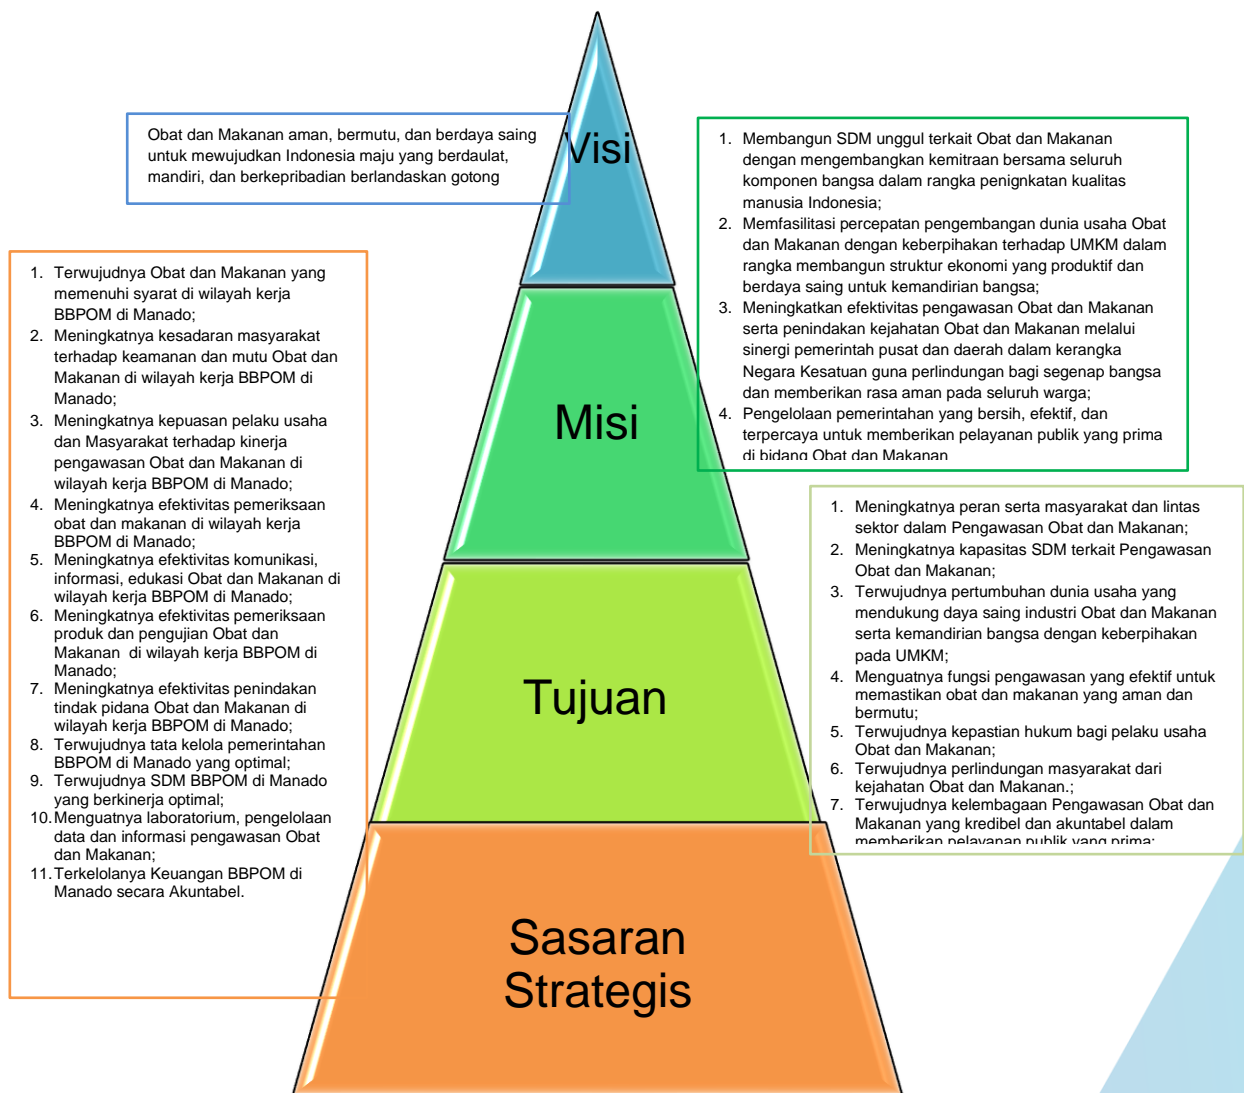 Visi
Obat dan Makanan aman, bermutu, dan berdaya saing
untuk mewujudkan Indonesia maju yang berdaulat,
mandiri, dan berkepribadian berlandaskan gotong
1. Membangun SDM unggul terkait Obat dan Makanan
dengan mengembangkan kemitraan bersama seluruh
komponen bangsa dalam rangka penignkatan kualitas
manusia Indonesia;
2. Memfasilitasi percepatan pengembangan dunia usaha Obat
dan Makanan dengan keberpihakan terhadap UMKM dalam
rangka membangun struktur ekonomi yang produktif dan
berdaya saing untuk kemandirian bangsa;
3. Meningkatkan efektivitas pengawasan Obat dan Makanan
serta penindakan kejahatan Obat dan Makanan melalui
sinergi pemerintah pusat dan daerah dalam kerangka
Negara Kesatuan guna perlindungan bagi segenap bangsa
dan memberikan rasa aman pada seluruh warga;
4. Pengelolaan pemerintahan yang bersih, efektif, dan
terpercaya untuk memberikan pelayanan publik yang prima
di bidang Obat dan Makanan
Misi
1. Terwujudnya Obat dan Makanan yang
memenuhi syarat di wilayah kerja
BBPOM di Manado;
2. Meningkatnya kesadaran masyarakat
terhadap keamanan dan mutu Obat dan
Makanan di wilayah kerja BBPOM di
Manado;
3. Meningkatnya kepuasan pelaku usaha
dan Masyarakat terhadap kinerja
pengawasan Obat dan Makanan di
wilayah kerja BBPOM di Manado;
4. Meningkatnya efektivitas pemeriksaan
obat dan makanan di wilayah kerja
BBPOM di Manado;
5. Meningkatnya efektivitas komunikasi,
informasi, edukasi Obat dan Makanan di
wilayah kerja BBPOM di Manado;
6. Meningkatnya efektivitas pemeriksaan
produk dan pengujian Obat dan
Makanan di wilayah kerja BBPOM di
Manado;
7. Meningkatnya efektivitas penindakan
tindak pidana Obat dan Makanan di
wilayah kerja BBPOM di Manado;
8. Terwujudnya tata kelola pemerintahan
BBPOM di Manado yang optimal;
9. Terwujudnya SDM BBPOM di Manado
yang berkinerja optimal;
10. Menguatnya laboratorium, pengelolaan
data dan informasi pengawasan Obat
dan Makanan;
11. Terkelolanya Keuangan BBPOM di
Manado secara Akuntabel.
1. Meningkatnya peran serta masyarakat dan lintas
sektor dalam Pengawasan Obat dan Makanan;
2. Meningkatnya kapasitas SDM terkait Pengawasan
Obat dan Makanan;
3. Terwujudnya pertumbuhan dunia usaha yang
mendukung daya saing industri Obat dan Makanan
serta kemandirian bangsa dengan keberpihakan
pada UMKM;
4. Menguatnya fungsi pengawasan yang efektif untuk
memastikan obat dan makanan yang aman dan
bermutu;
5. Terwujudnya kepastian hukum bagi pelaku usaha
Obat dan Makanan;
6. Terwujudnya perlindungan masyarakat dari
kejahatan Obat dan Makanan.;
7. Terwujudnya kelembagaan Pengawasan Obat dan
Makanan yang kredibel dan akuntabel dalam
memberikan pelayanan publik yang prima;
Tujuan
Sasaran
Strategis